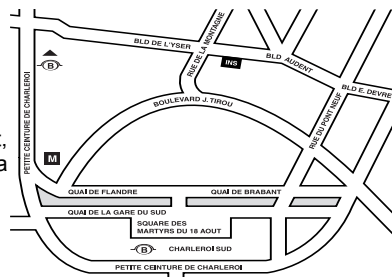 BLD DE L'YSER
RUE DE LA MONTAGNE
INS
BLD AUDENT
BLD E. DEVRE
B
PETITE CEINTURE DE CHARLEROI
BOULEVARD J. TIROU
RUE DU PONT NEUF
M
,
a
QUAI DE FLANDRE
QUAI DE BRABANT
QUAI DE LA GARE DU SUD
SQUARE DES
MARTYRS DU 18 AOUT
B
CHARLEROI SUD
PETITE CEINTURE DE CHARLEROI